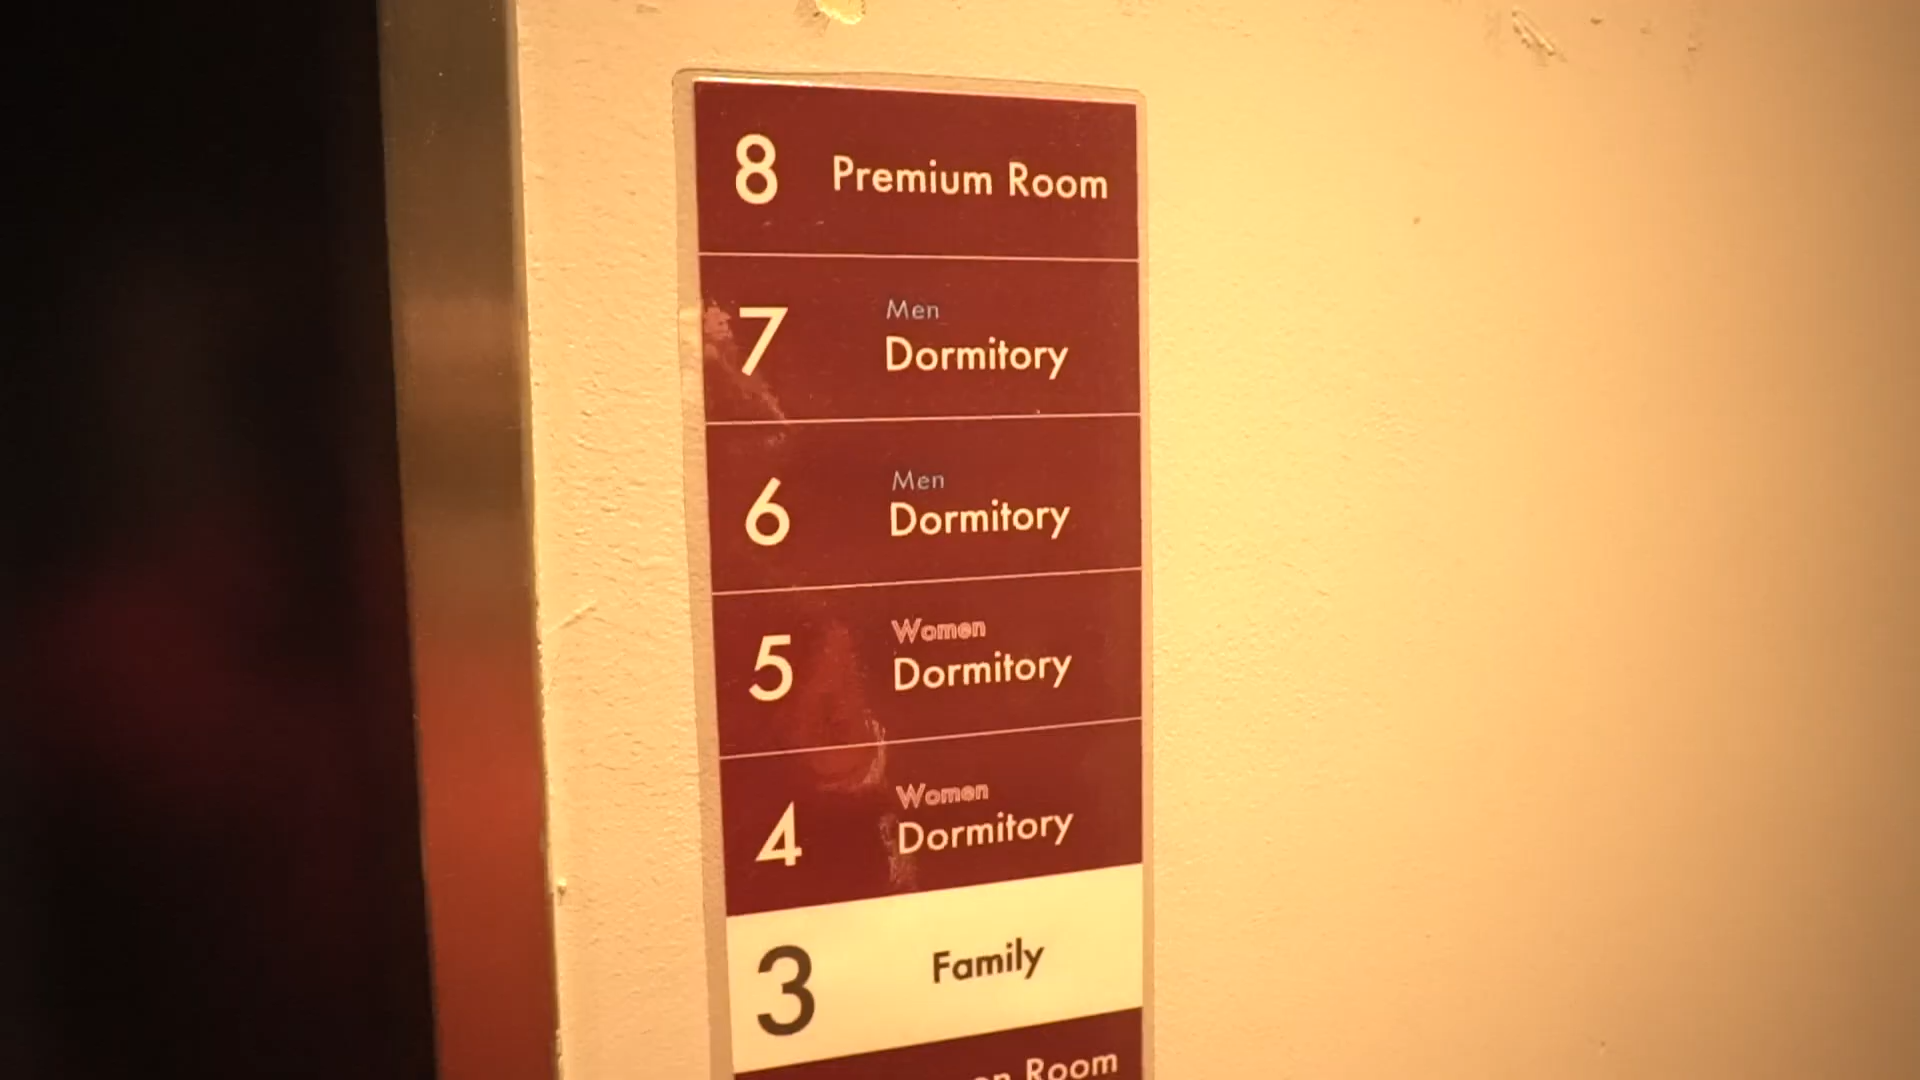 8 Premium Room
7 Men
Dormitory
6 Men
Dormitory
5 Women
Dormitory
4 Women
Dormitory
3 Family
Room